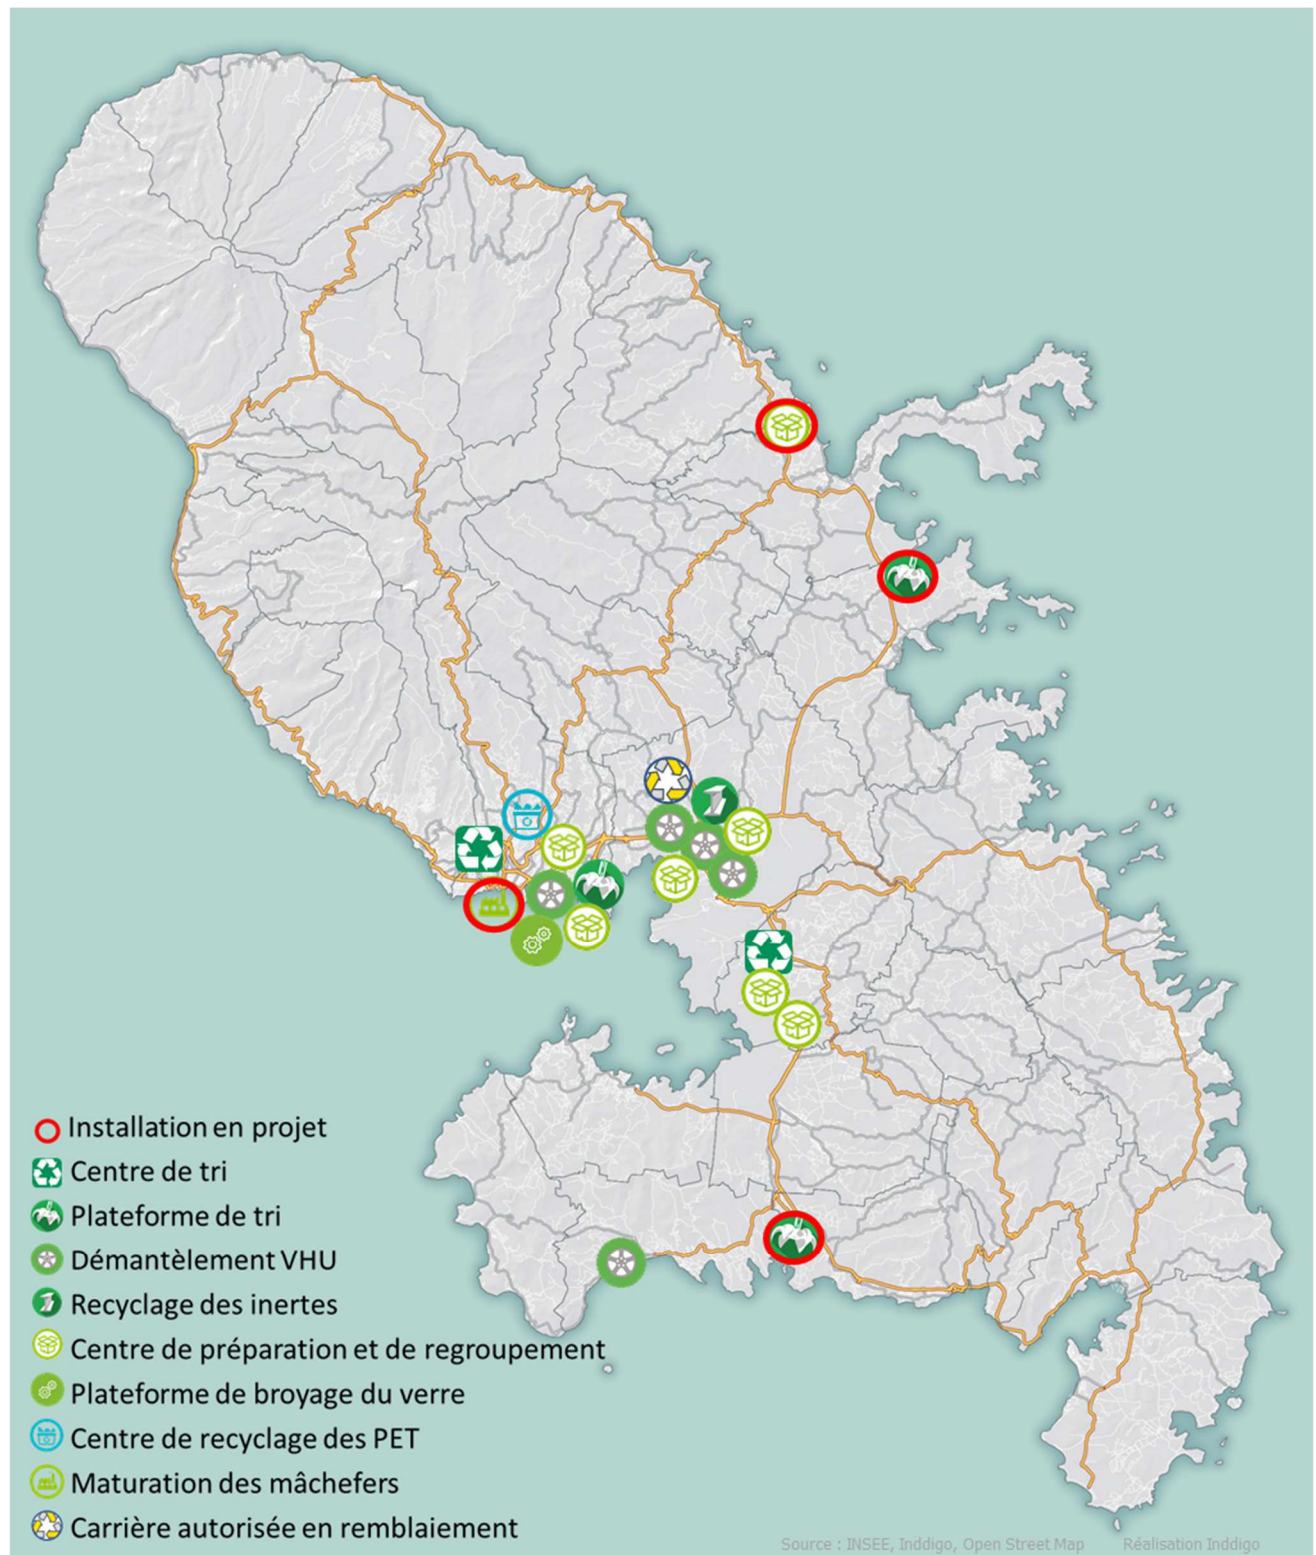 Installation en projet
Centre de tri
Plateforme de tri
Démantèlement VHU
Recyclage des inertes
Centre de préparation et de regroupement
Plateforme de broyage du verre
Centre de recyclage des PET
Maturation des mâchefers
Carrière autorisée en remblaiement
Source : INSEE, Inddigo, Open Street Map Réalisation Inddigo